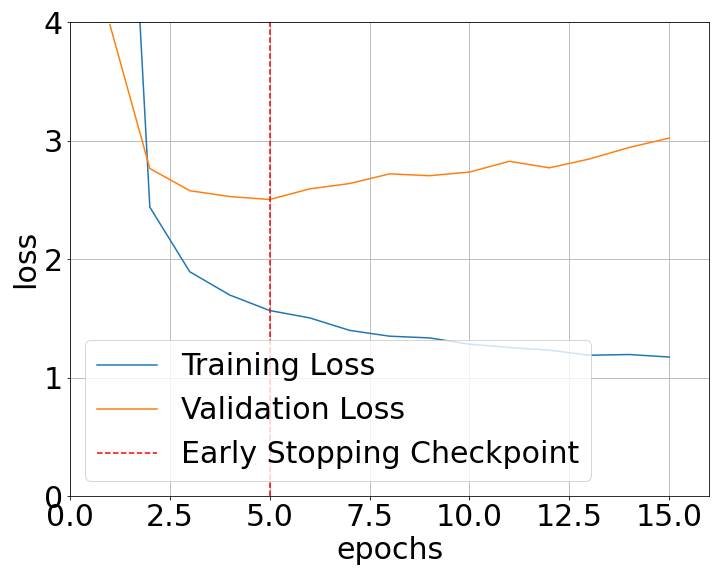 4
3
2
1
0
loss
Training Loss
Validation Loss
Early Stopping Checkpoint
0.0 2.5 5.0 7.5 10.0 12.5 15.0
epochs